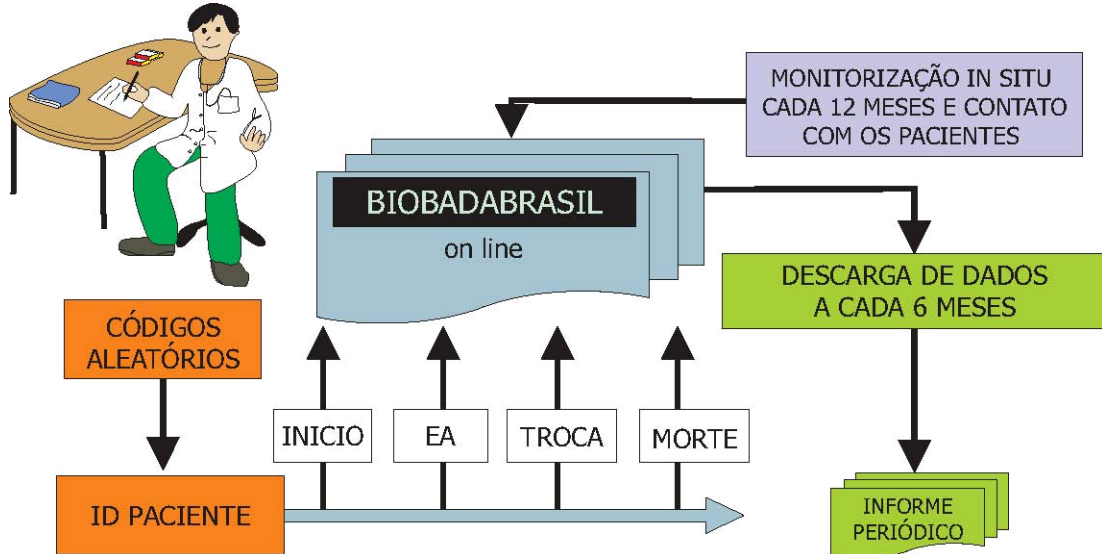 MONITORIZAÇÃO IN SITU
CADA 12 MESES E CONTATO
COM OS PACIENTES
BIOBADABRASIL
on line
DESCARGA DE DADOS
A CADA 6 MESES
CÓDIGOS
ALEATÓRIOS
INICIO
EA
TROCA
MORTE
ID PACIENTE
INFORME
PERIÓDICO